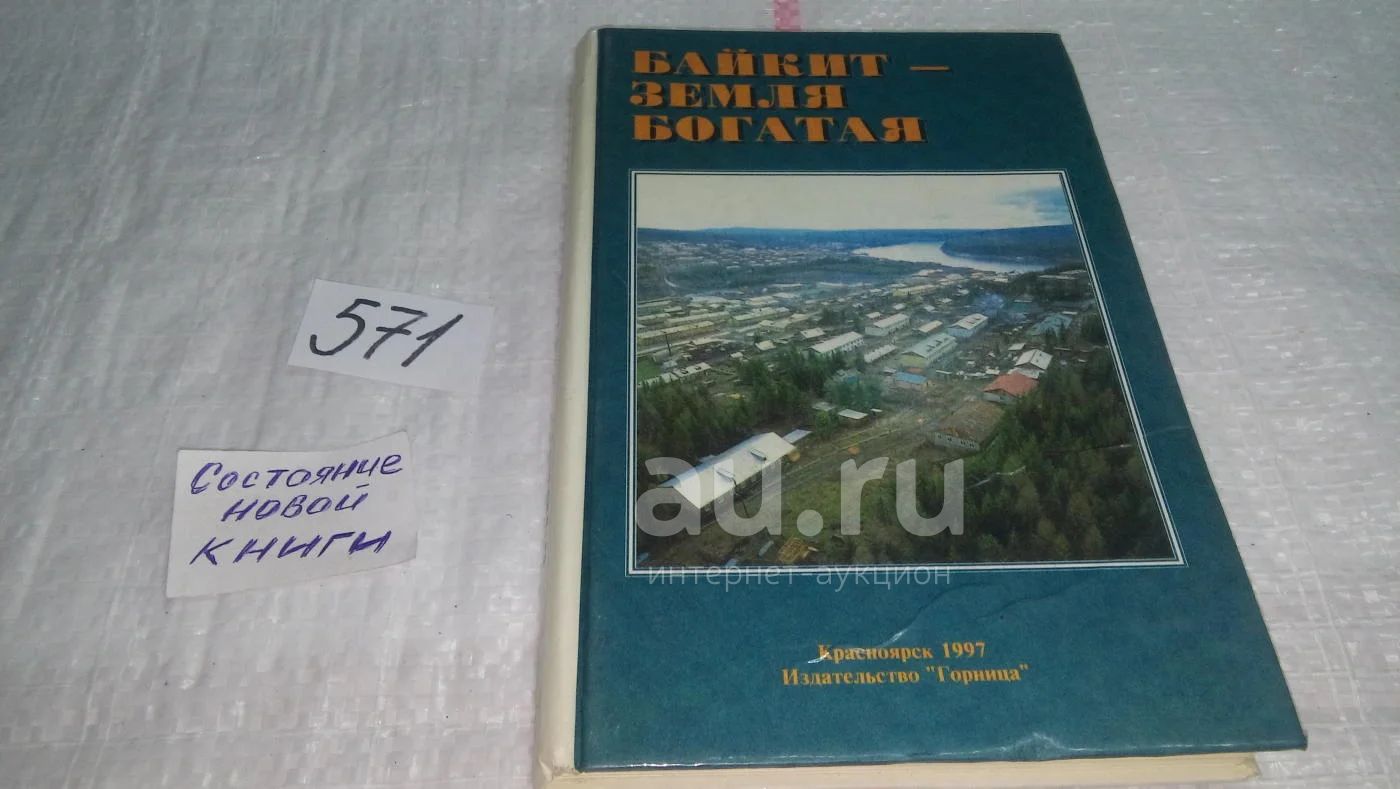 БАЙКИТ —
ЗЕМЛЯ
БОГАТАЯ
571
Состояние
новой
книги
au.ru
интернет-аукцион
Красноярск 1997
Издательство "Горница"